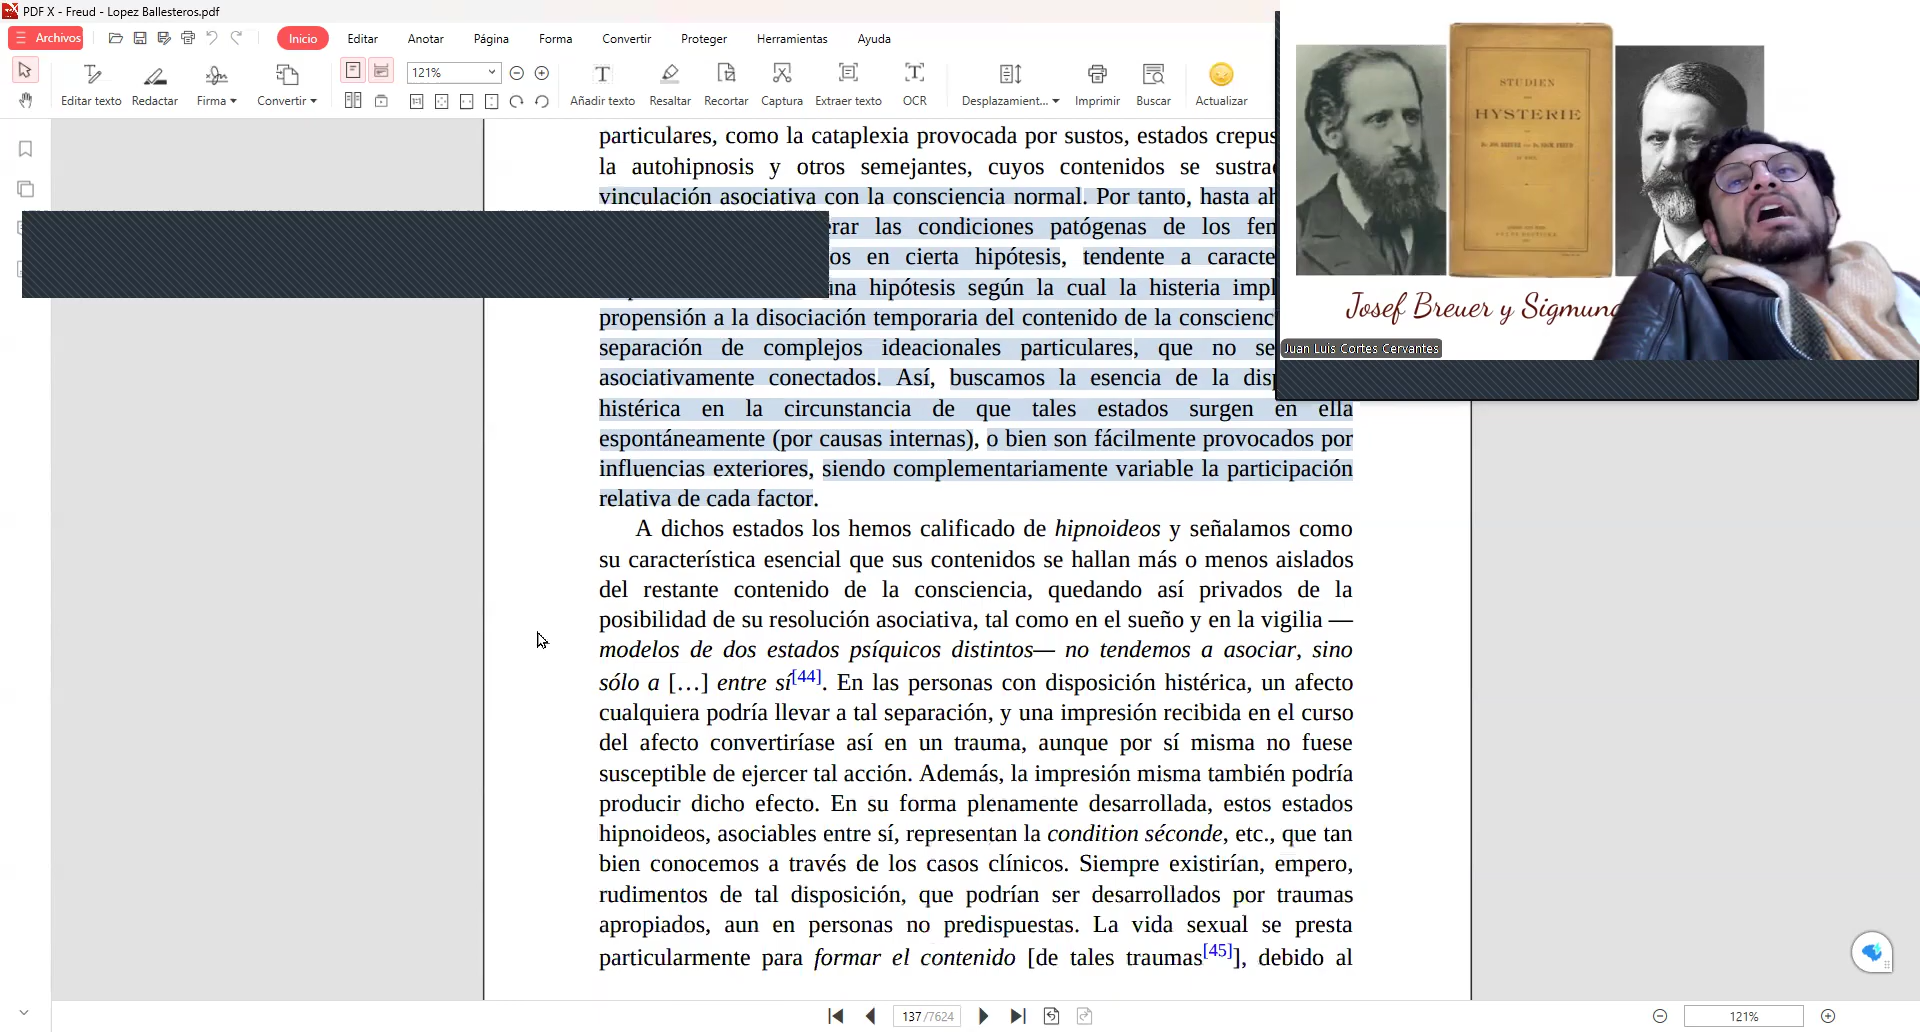 PDF X - Freud - Lopez Ballesteros.pdf
Archivos
Inicio
Editar
Anotar
Página
Forma
Convertir
Proteger
Herramientas
Ayuda
121%
Editar texto
Redactar
Firma
Convertir
Añadir texto
Resaltar
Recortar
Captura
Extraer texto
OCR
Desplazamient...
Imprimir
Buscar
Actualizar
STUDIEN
HYSTERIE
Josef Breuer y Sigmund
Juan Luis Cortes Cervantes
particulares, como la cataplexia provocada por sustos, estados
la autohipnosis y otros semejantes, cuyos contenidos se
vinculación asociativa con la consciencia normal. Por tanto, hasta
las condiciones patógenas de los
en cierta hipótesis, tendente a
una hipótesis según la cual la histeria
propensión a la disociación temporaria del contenido de la
separación de complejos ideacionales particulares, que no
asociativamente conectados. Así, buscamos la esencia de la
histérica en la circunstancia de que tales estados surgen en ella
espontáneamente (por causas internas), o bien son fácilmente provocados por
influencias exteriores, siendo complementariamente variable la participación
relativa de cada factor.
A dichos estados los hemos calificado de hipnoideos y señalamos como
su característica esencial que sus contenidos se hallan más o menos aislados
del restante contenido de la consciencia, quedando así privados de la
posibilidad de su resolución asociativa, tal como en el sueño y en la vigilia —
modelos de dos estados psíquicos distintos— no tendemos a asociar, sino
sólo a […] entre sí[44]. En las personas con disposición histérica, un afecto
cualquiera podría llevar a tal separación, y una impresión recibida en el curso
del afecto convertiríase así en un trauma, aunque por sí misma no fuese
susceptible de ejercer tal acción. Además, la impresión misma también podría
producir dicho efecto. En su forma plenamente desarrollada, estos estados
hipnoideos, asociables entre sí, representan la condition séconde, etc., que tan
bien conocemos a través de los casos clínicos. Siempre existirían, empero,
rudimentos de tal disposición, que podrían ser desarrollados por traumas
apropiados, aun en personas no predispuestas. La vida sexual se presta
particularmente para formar el contenido [de tales traumas[45]], debido al
137 /7624
121%